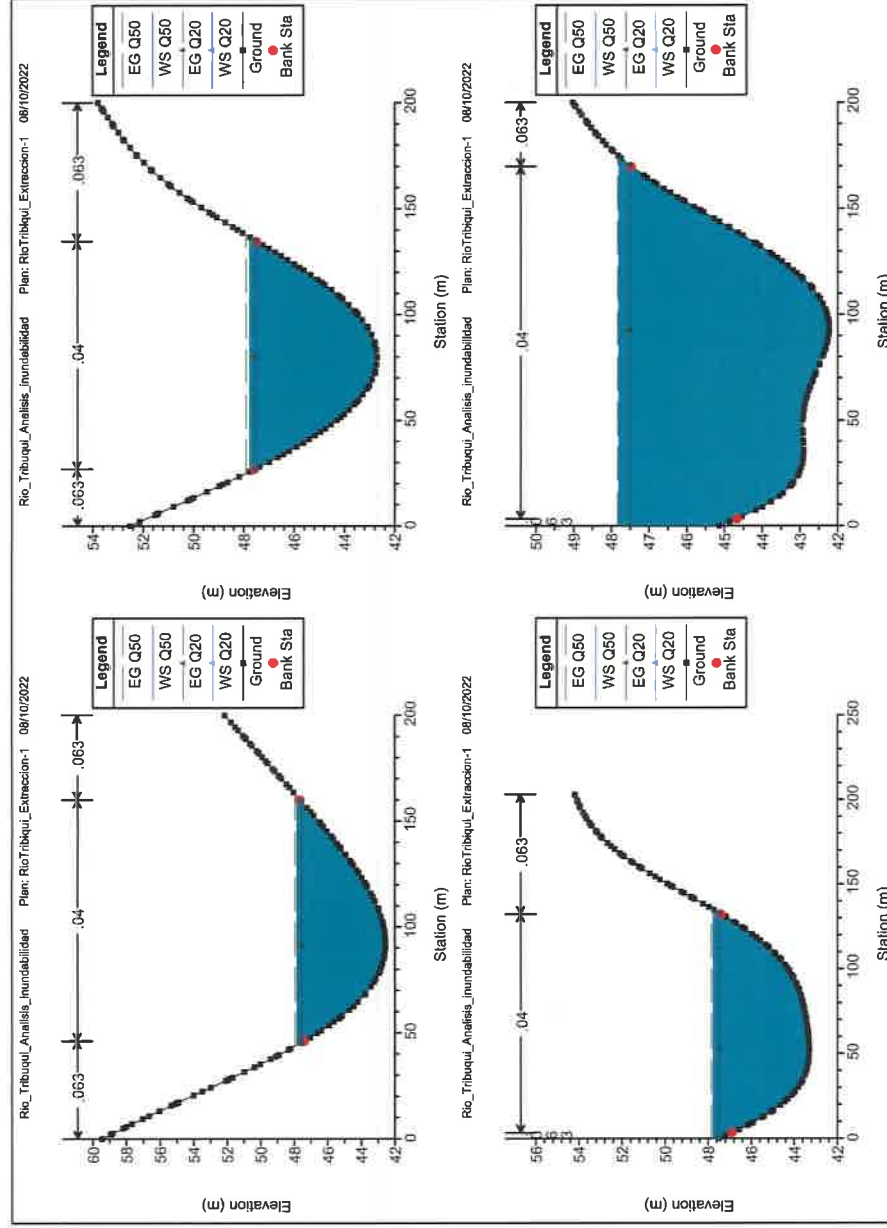 Rio_Tribuqui_Analisis_inundabilidad Plan: RioTribiqui_Extraccion-1 08/10/2022
.063 .04 .063
60
58
56
54
52
50
48
46
44
42
0 50 100 150 200
Station (m)
Elevation (m)
Legend
EG Q50
WS Q50
EG Q20
WS Q20
Ground
Bank Sta
Rio_Tribuqui_Analisis_inundabilidad Plan: RioTribiqui_Extraccion-1 08/10/2022
.063 .04 .063
54
52
50
48
46
44
42
0 50 100 150 200
Station (m)
Elevation (m)
Legend
EG Q50
WS Q50
EG Q20
WS Q20
Ground
Bank Sta
Rio_Tribuqui_Analisis_inundabilidad Plan: RioTribiqui_Extraccion-1 08/10/2022
.04 .063
56
54
52
50
48
46
44
42
0 50 100 150 200 250
Station (m)
Elevation (m)
Legend
EG Q50
WS Q50
EG Q20
WS Q20
Ground
Bank Sta
Rio_Tribuqui_Analisis_inundabilidad Plan: RioTribiqui_Extraccion-1 08/10/2022
.04 .063
50
49
48
47
46
45
44
43
42
0 50 100 150 200
Station (m)
Elevation (m)
Legend
EG Q50
WS Q50
EG Q20
WS Q20
Ground
Bank Sta